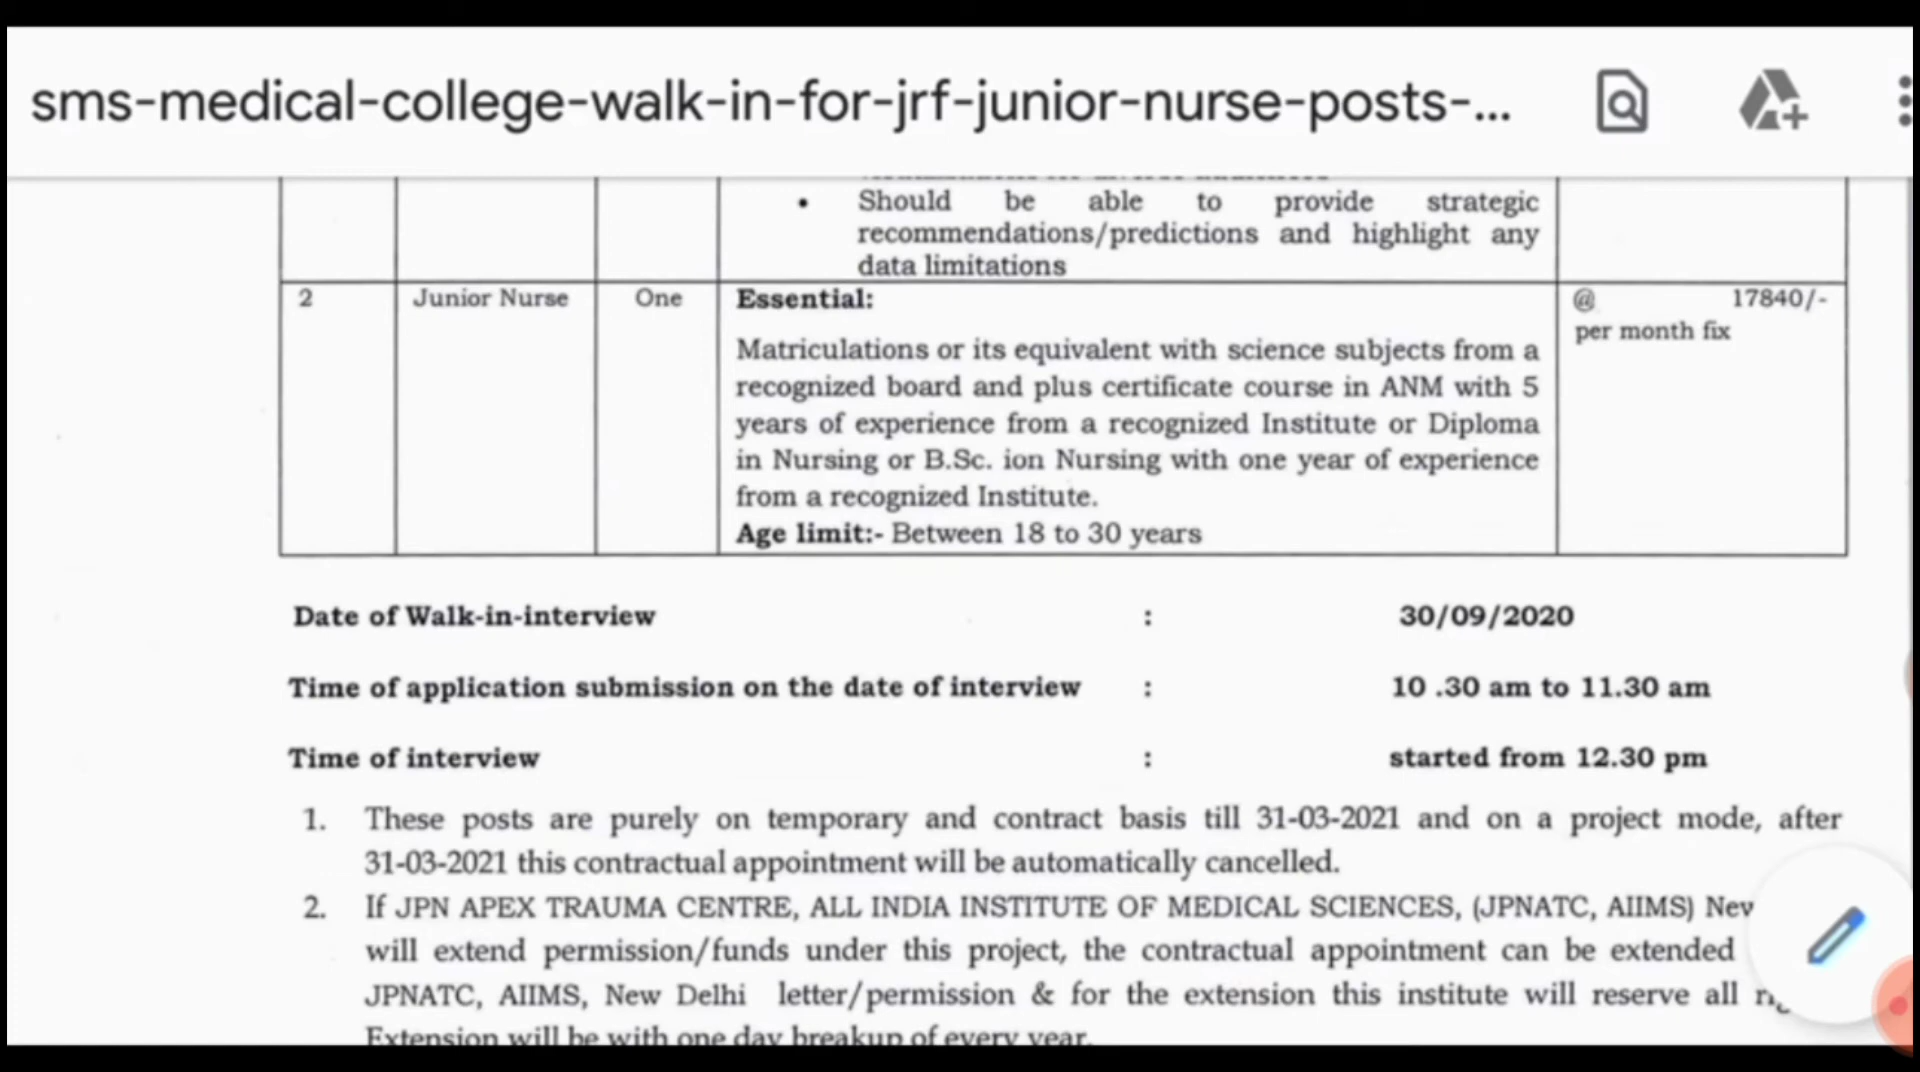 sms-medical-college-walk-in-for-jrf-junior-nurse-posts-...
• Should be able to provide strategic
recommendations/predictions and highlight any
data limitations
2 Junior Nurse One Essential: @ 17840/-
per month fix
Matriculations or its equivalent with science subjects from a
recognized board and plus certificate course in ANM with 5
years of experience from a recognized Institute or Diploma
in Nursing or B.Sc. ion Nursing with one year of experience
from a recognized Institute.
Age limit:- Between 18 to 30 years
Date of Walk-in-interview : 30/09/2020
Time of application submission on the date of interview : 10 .30 am to 11.30 am
Time of interview : started from 12.30 pm
1. These posts are purely on temporary and contract basis till 31-03-2021 and on a project mode, after
31-03-2021 this contractual appointment will be automatically cancelled.
2. If JPN APEX TRAUMA CENTRE, ALL INDIA INSTITUTE OF MEDICAL SCIENCES, (JPNATC, AIIMS)
will extend permission/funds under this project, the contractual appointment can be extended
JPNATC, AIIMS, New Delhi letter/permission & for the extension this institute will reserve all
Extension will be with one day breakup of every year.